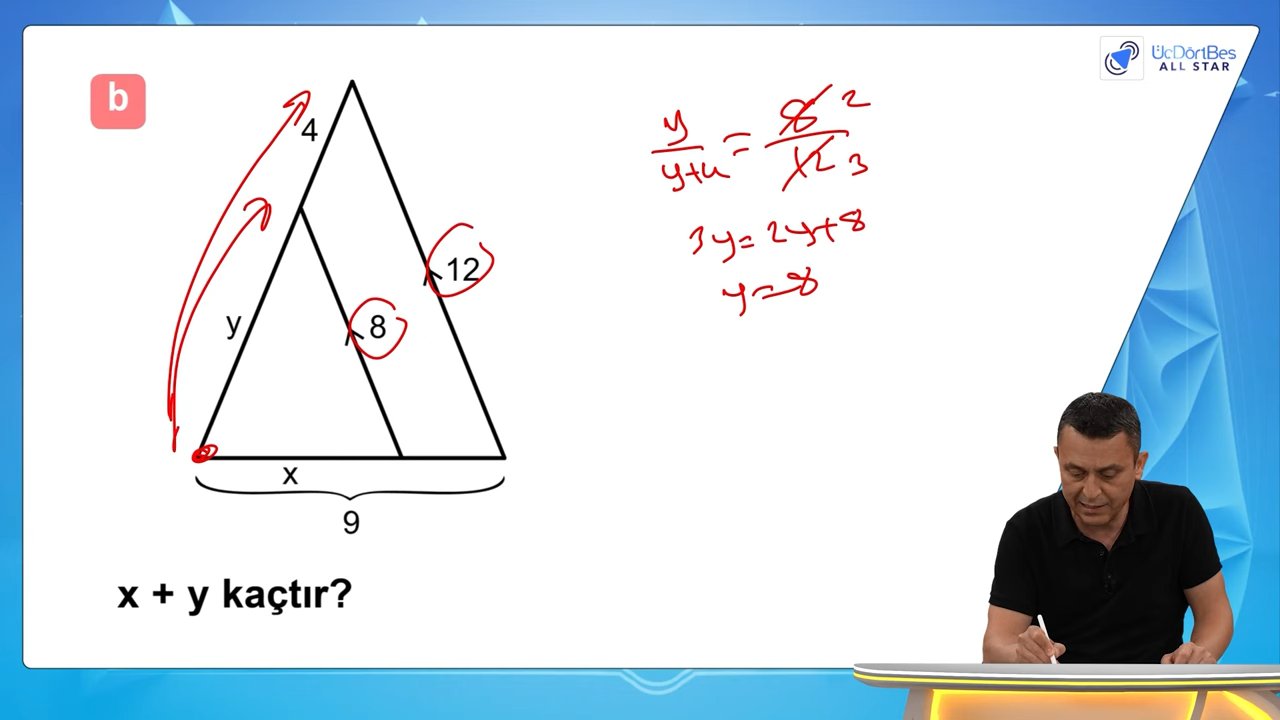 b
ÜçDörtBeş
ALL STAR
4
12
y
8
x
9
x + y kaçtır?
y/y+4 = 8/12 2/3
3y=2y+8
y=8